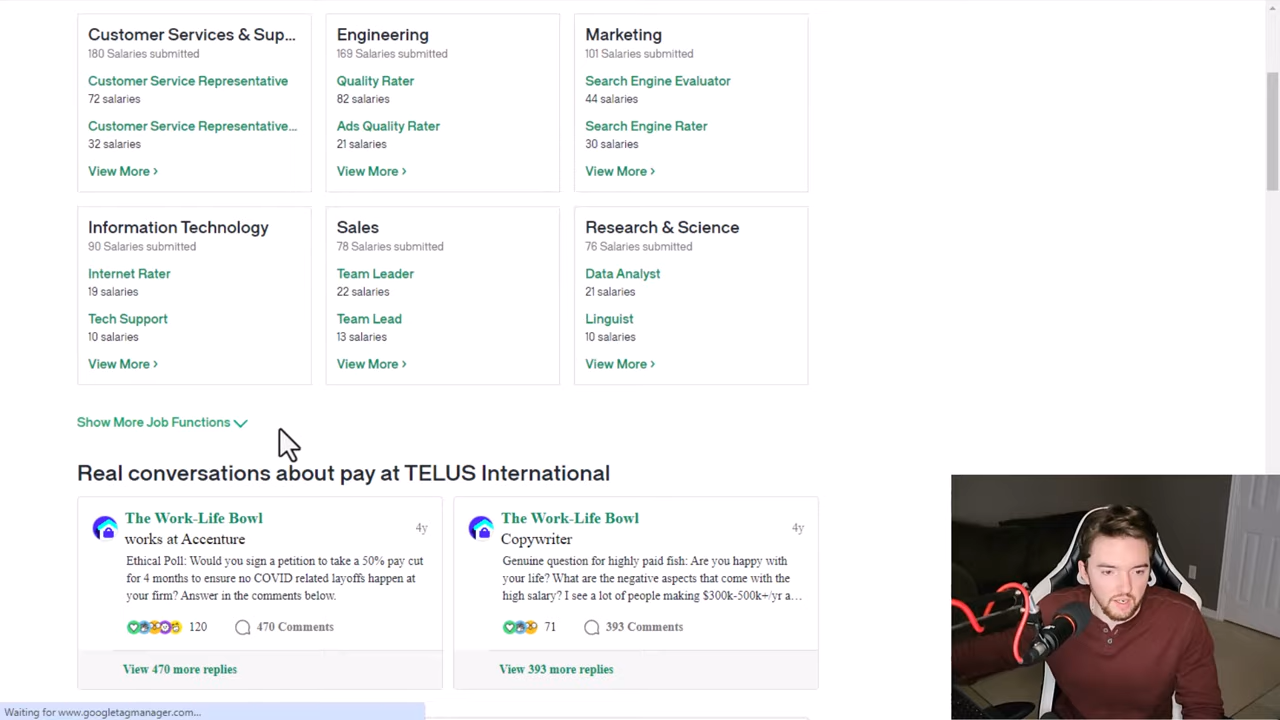 Customer Services & Sup...
180 Salaries submitted
Customer Service Representative
72 salaries
Customer Service Representative...
32 salaries
View More >
Engineering
169 Salaries submitted
Quality Rater
82 salaries
Ads Quality Rater
21 salaries
View More >
Marketing
101 Salaries submitted
Search Engine Evaluator
44 salaries
Search Engine Rater
30 salaries
View More >
Information Technology
90 Salaries submitted
Internet Rater
19 salaries
Tech Support
10 salaries
View More >
Sales
78 Salaries submitted
Team Leader
22 salaries
Team Lead
13 salaries
View More >
Research & Science
76 Salaries submitted
Data Analyst
21 salaries
Linguist
10 salaries
View More >
Show More Job Functions
Real conversations about pay at TELUS International
The Work-Life Bowl
4y
works at Accenture
Ethical Poll: Would you sign a petition to take a 50% pay cut
for 4 months to ensure no COVID related layoffs happen at
your firm? Answer in the comments below.
120
470 Comments
View 470 more replies
The Work-Life Bowl
4y
Copywriter
Genuine question for highly paid fish: Are you happy with
your life? What are the negative aspects that come with the
high salary? I see a lot of people making $300k-500k+/yr a...
71
393 Comments
View 393 more replies
Waiting for www.googletagmanager.com...